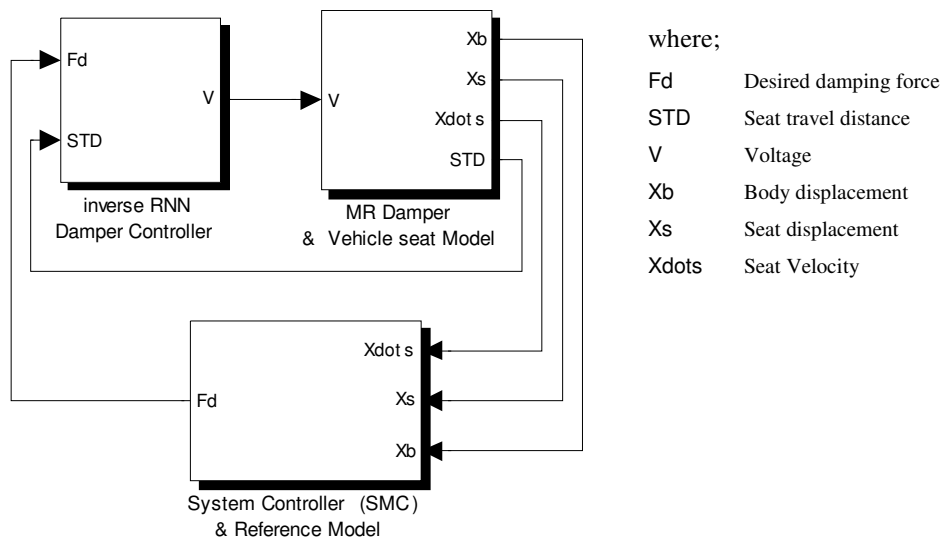 Fd
STD
V
inverse RNN
Damper Controller
V
Xb
Xs
Xdots
STD
MR Damper
& Vehicle seat Model
Xdots
Xs
Xb
Fd
System Controller (SMC)
& Reference Model
where;
Fd Desired damping force
STD Seat travel distance
V Voltage
Xb Body displacement
Xs Seat displacement
Xdots Seat Velocity